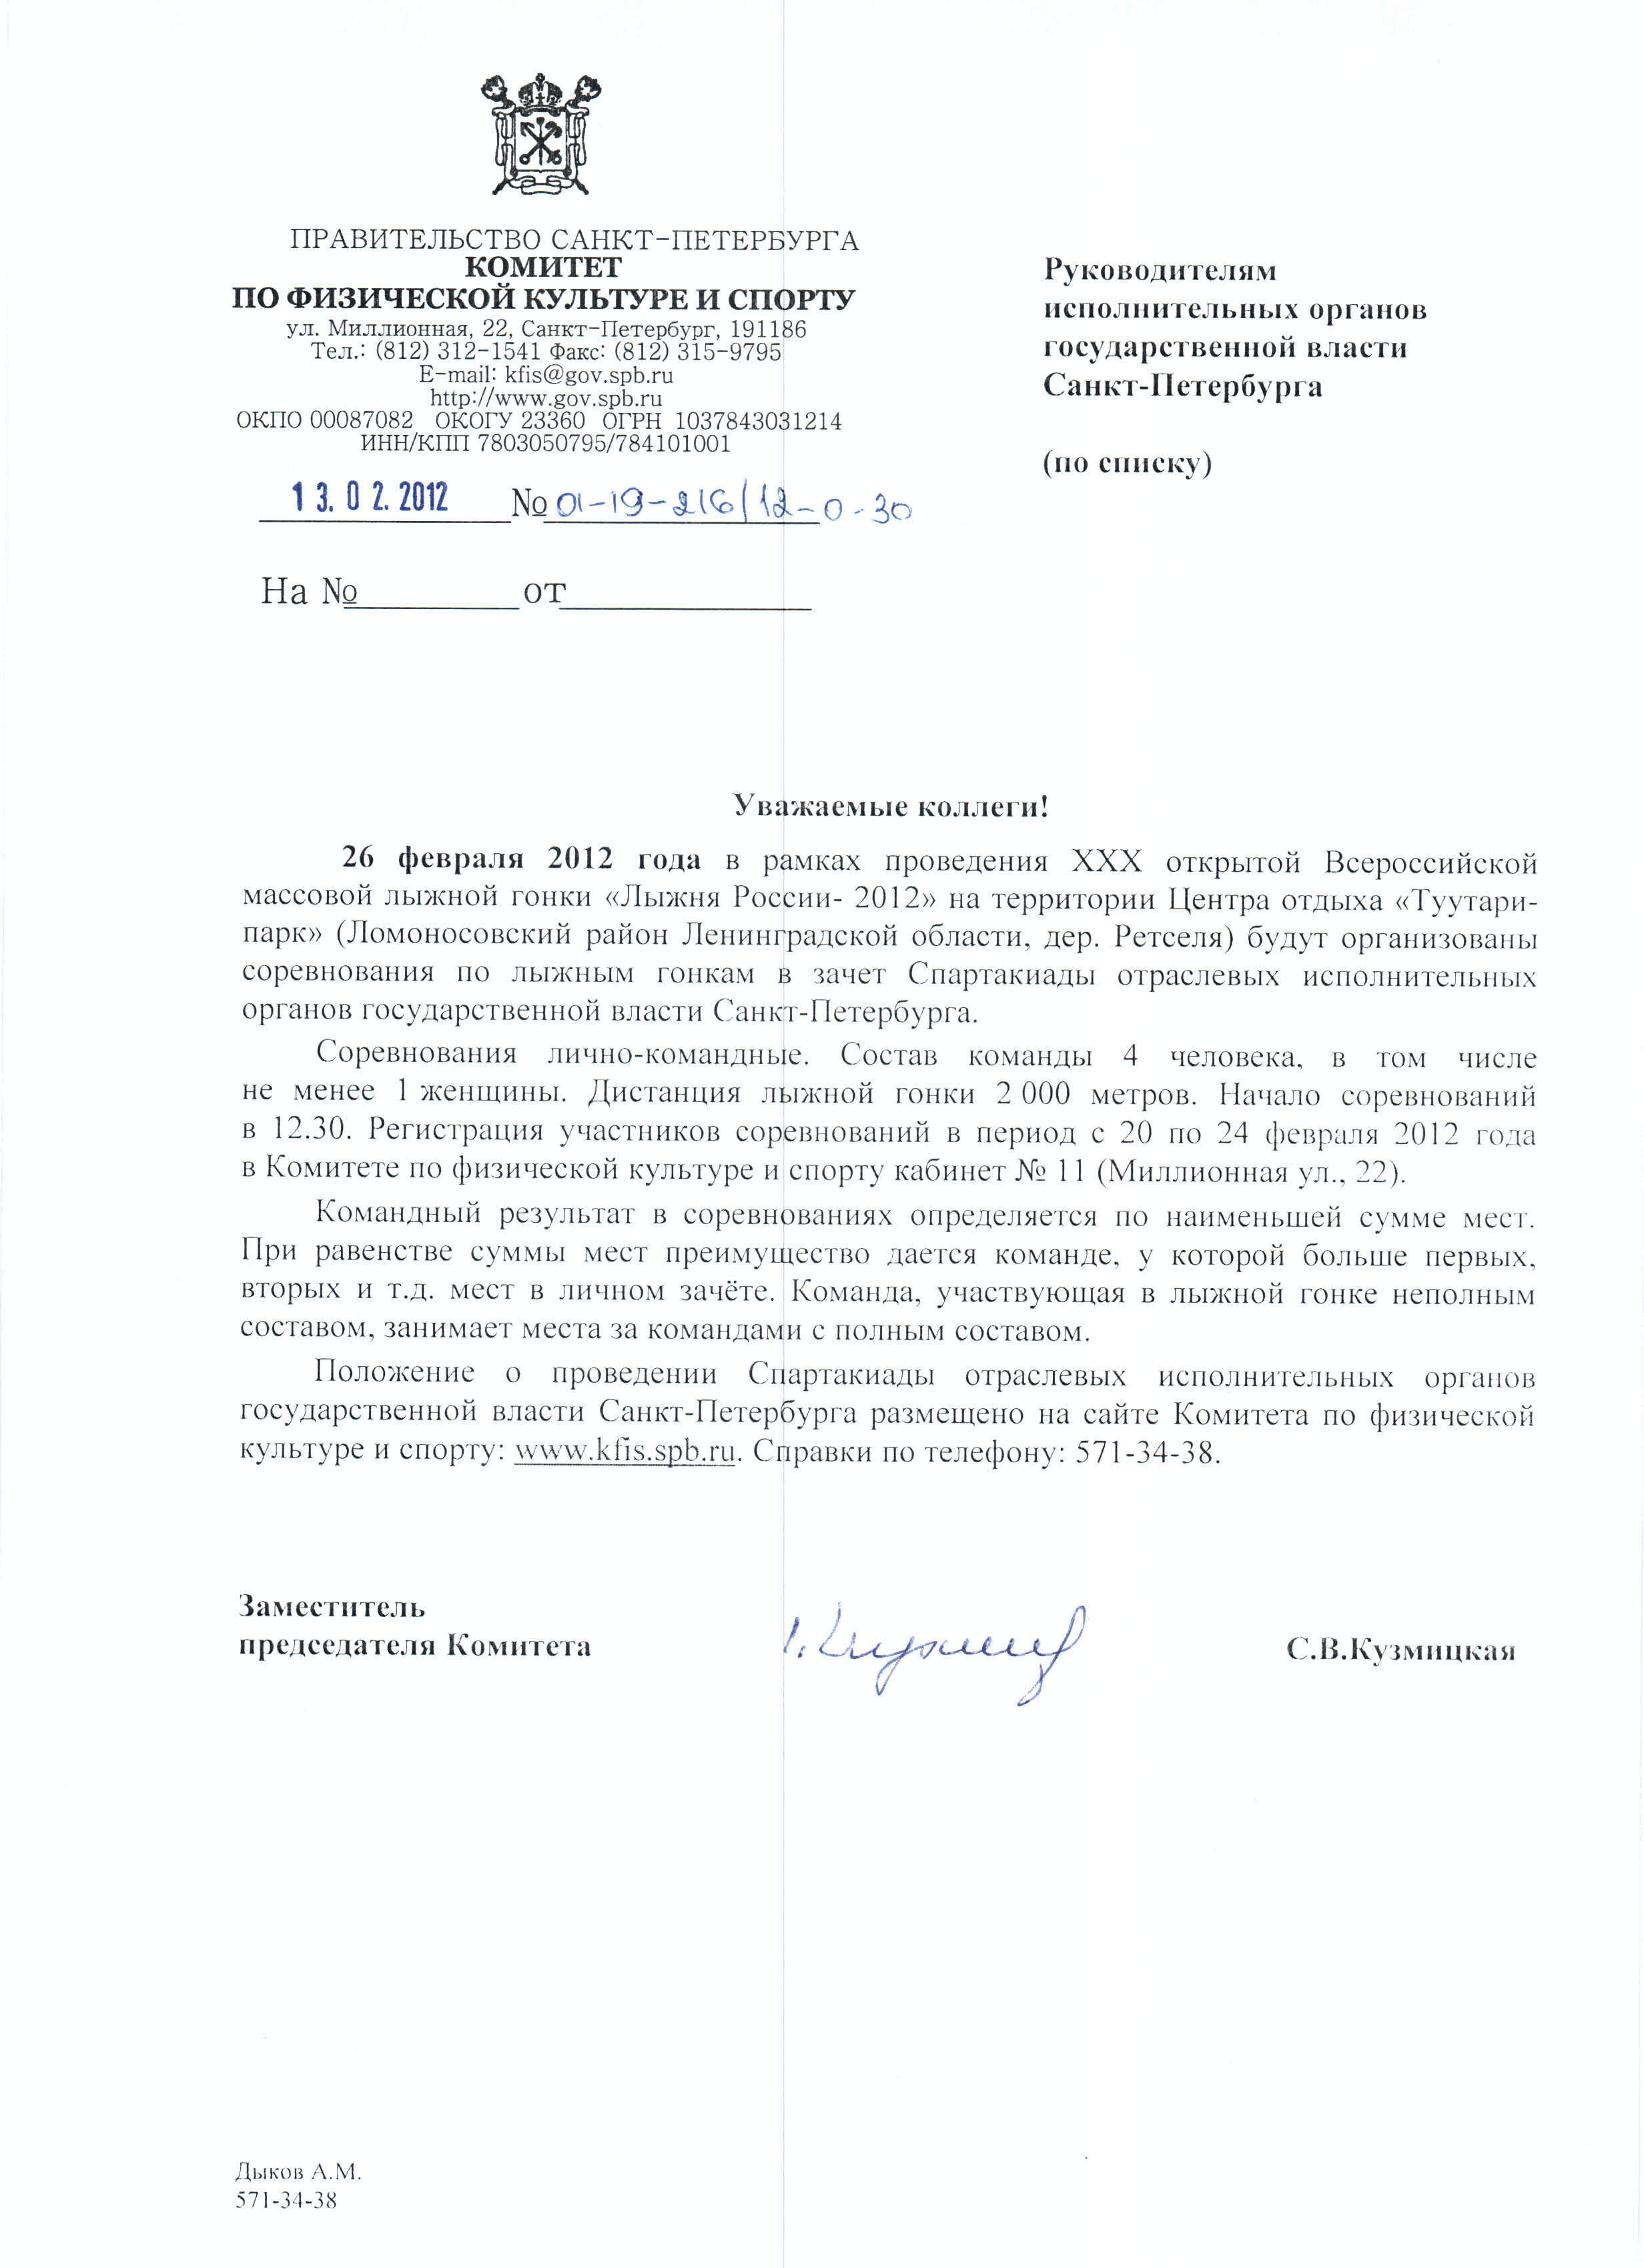 ПРАВИТЕЛЬСТВО САНКТ-ПЕТЕРБУРГА
КОМИТЕТ
ПО ФИЗИЧЕСКОЙ КУЛЬТУРЕ И СПОРТУ
ул. Миллионная, 22, Санкт-Петербург, 191186
Тел.: (812) 312-1541 Факс: (812) 315-9795
E-mail: kfis@gov.spb.ru
http://www.gov.spb.ru
ОКПО 00087082 ОКОГУ 23360 ОГРН 1037843031214
ИНН/КПП 7803050795/784101001
13.02.2012 № 01-19-216/12-0-30
На № от
Руководителям
исполнительных органов
государственной власти
Санкт-Петербурга
(по списку)
Уважаемые коллеги!
26 февраля 2012 года в рамках проведения XXX открытой Всероссийской
массовой лыжной гонки «Лыжня России- 2012» на территории Центра отдыха «Туутари-
парк» (Ломоносовский район Ленинградской области, дер. Ретселя) будут организованы
соревнования по лыжным гонкам в зачет Спартакиады отраслевых исполнительных
органов государственной власти Санкт-Петербурга.
Соревнования лично-командные. Состав команды 4 человека, в том числе
не менее 1 женщины. Дистанция лыжной гонки 2 000 метров. Начало соревнований
в 12.30. Регистрация участников соревнований в период с 20 по 24 февраля 2012 года
в Комитете по физической культуре и спорту кабинет № 11 (Миллионная ул., 22).
Командный результат в соревнованиях определяется по наименьшей сумме мест.
При равенстве суммы мест преимущество дается команде, у которой больше первых,
вторых и т.д. мест в личном зачёте. Команда, участвующая в лыжной гонке неполным
составом, занимает места за командами с полным составом.
Положение о проведении Спартакиады отраслевых исполнительных органов
государственной власти Санкт-Петербурга размещено на сайте Комитета по физической
культуре и спорту: www.kfis.spb.ru. Справки по телефону: 571-34-38.
Заместитель
председателя Комитета С.В.Кузмицкая
Дыков А.М.
571-34-38